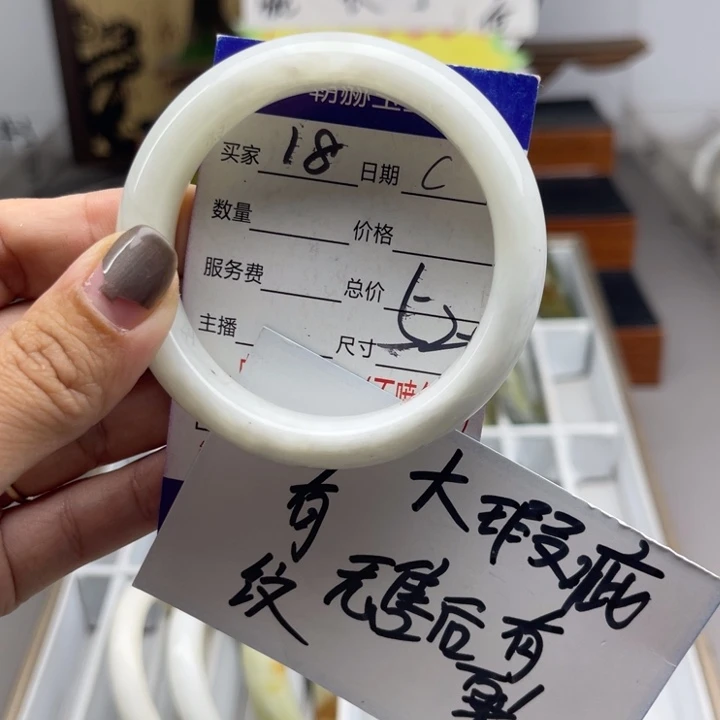 买家 18 日期 C
数量 价格
服务费 总价
主播 尺寸 52
有 大瑕疵
纹 无售后有